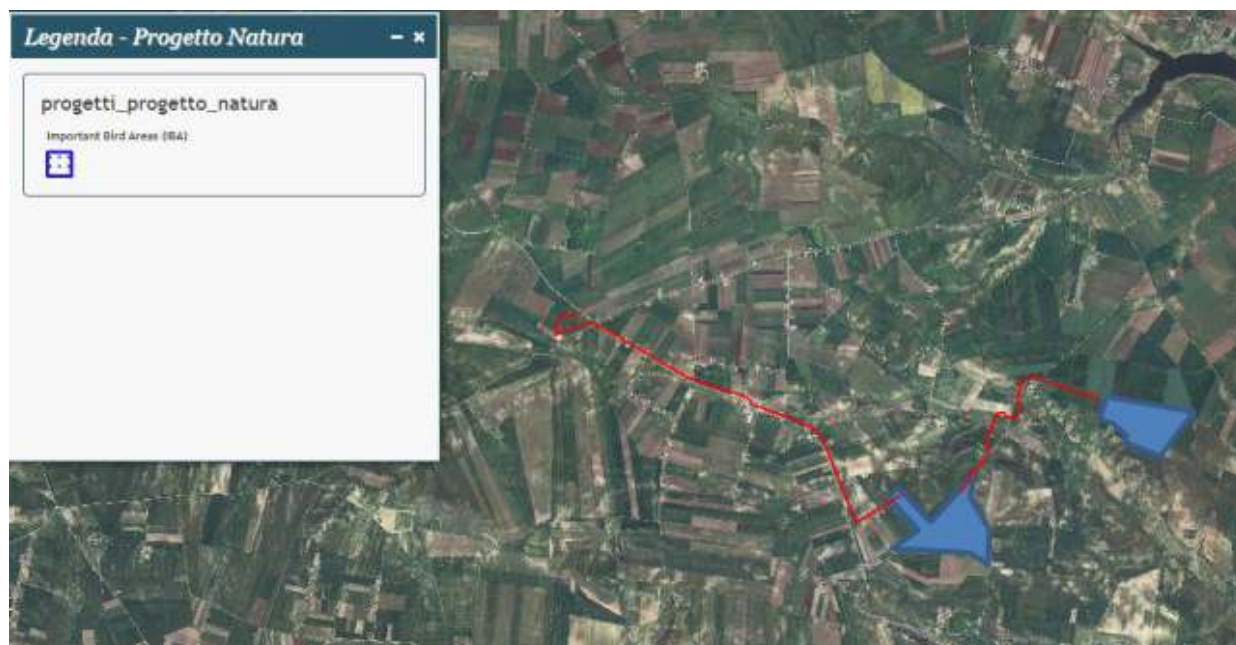 Legenda - Progetto Natura
progetti_progetto_natura
Important Bird Areas (IBA)